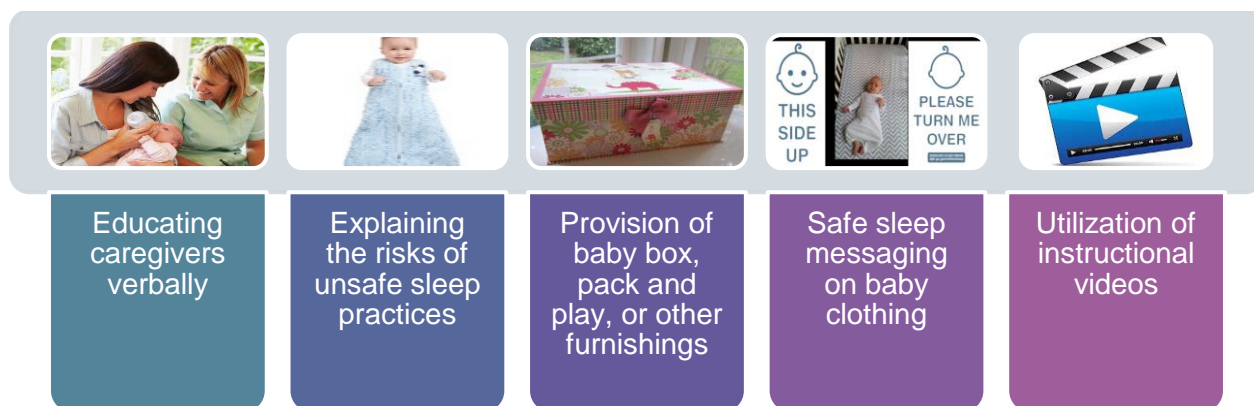 THIS
SIDE
UP
PLEASE
TURN ME
OVER
Educating
caregivers
verbally
Explaining
the risks of
unsafe sleep
practices
Provision of
baby box,
pack and
play, or other
furnishings
Safe sleep
messaging
on baby
clothing
Utilization of
instructional
videos